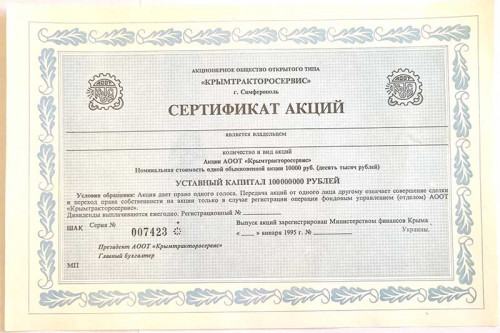 АКЦИОНЕРНОЕ ОБЩЕСТВО ОТКРЫТОГО ТИПА
«КРЫМТРАКТОРОСЕРВИС»
г. Симферополь
АООТ
АООТ
СЕРТИФИКАТ АКЦИЙ
является владельцем
количество и вид акций
Акции АООТ «Крымтракторосервис»
Номинальная стоимость одной обыкновенной акции 10000 руб. (десять тысяч рублей)
УСТАВНЫЙ КАПИТАЛ 100000000 РУБЛЕЙ
Условия обращения: Акция дает право одного голоса. Передача акций от одного лица другому означает совершение сделки
и переход права собственности на акции только в случае регистрации операции фондовым управлением (отделом) АООТ
«Крымтракторосервис».
Дивиденды выплачиваются ежегодно. Регистрационный №
ШАК Серия № 007423
Выпуск акций зарегистрирован Министерством финансов Крыма
« » января 1995 г. № Украины.
Президент АООТ «Крымтракторосервис»
Главный бухгалтер
МП